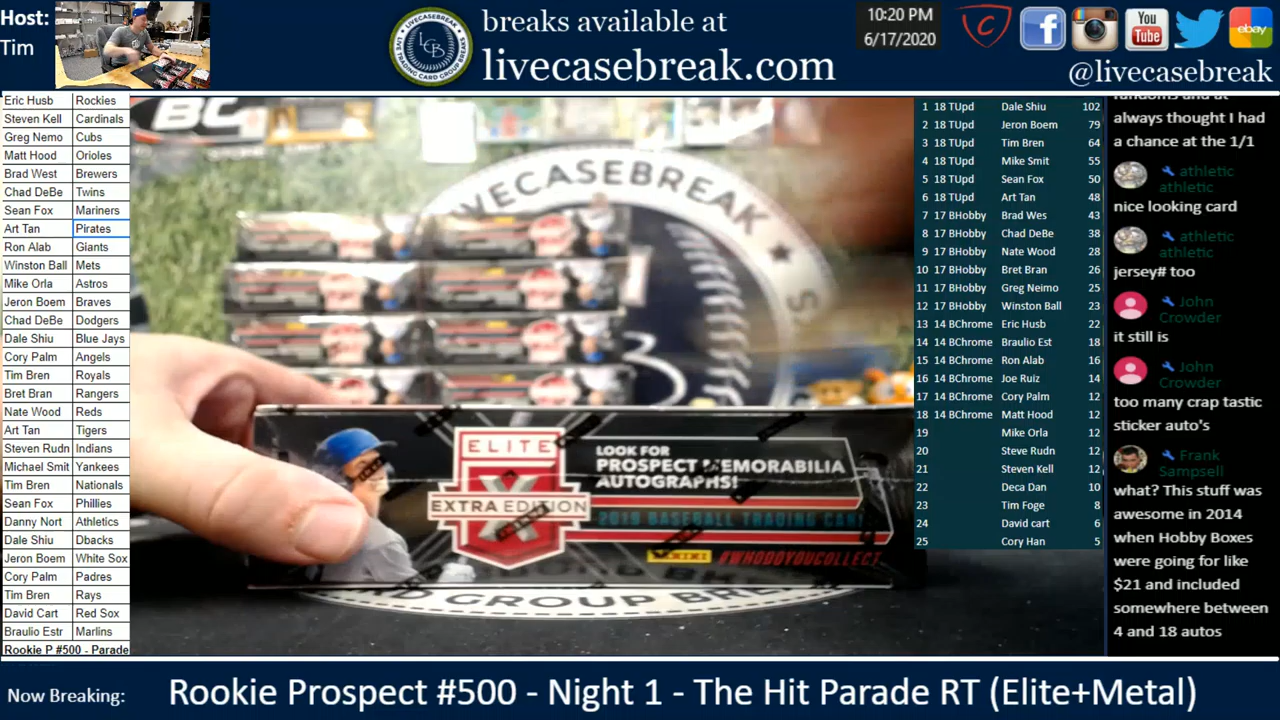 Host:
Tim
breaks available at
livecasebreak.com
10:20 PM
6/17/2020
You
Tube
ebay
@livecasebreak
LCB
Eric Husb Rockies
Steven Kell Cardinals
Greg Nemo Cubs
Matt Hood Orioles
Brad West Brewers
Chad DeBe Twins
Sean Fox Mariners
Art Tan Pirates
Ron Alab Giants
Winston Ball Mets
Mike Orla Astros
Jeron Boem Braves
Chad DeBe Dodgers
Dale Shiu Blue Jays
Cory Palm Angels
Tim Bren Royals
Bret Bran Rangers
Nate Wood Reds
Art Tan Tigers
Steven Rudn Indians
Michael Smit Yankees
Tim Bren Nationals
Sean Fox Phillies
Danny Nort Athletics
Dale Shiu Dbacks
Jeron Boem White Sox
Cory Palm Padres
Tim Bren Rays
David Cart Red Sox
Braulio Estr Marlins
Rookie P #500 - Parade
LIVECASEBREAK
ELITE
X
EXTRA EDITION
LOOK FOR
PROSPECT MEMORABILIA
AUTOGRAPHS!
2019 BASEBALL TRADING
PANINI
#WHODOYOUCOLLECT
GROUP
1 18 TUpd Dale Shiu 102
2 18 TUpd Jeron Boem 79
3 18 TUpd Tim Bren 64
4 18 TUpd Mike Smit 55
5 18 TUpd Sean Fox 50
6 18 TUpd Art Tan 48
7 17 BHobby Brad Wes 43
8 17 BHobby Chad DeBe 38
9 17 BHobby Nate Wood 28
10 17 BHobby Bret Bran 26
11 17 BHobby Greg Neimo 25
12 17 BHobby Winston Ball 23
13 14 BChrome Eric Husb 22
14 14 BChrome Braulio Est 18
15 14 BChrome Ron Alab 16
16 14 BChrome Joe Ruiz 14
17 14 BChrome Cory Palm 12
18 14 BChrome Matt Hood 12
19 Mike Orla 12
20 Steve Rudn 12
21 Steven Kell 12
22 Deca Dan 10
23 Tim Foge 8
24 David cart 6
25 Cory Han 5
randoms and at
always thought I had
a chance at the 1/1
athletic
athletic
nice looking card
athletic
athletic
jersey# too
John
Crowder
it still is
John
Crowder
too many crap tastic
sticker auto's
Frank
Sampsell
what? This stuff was
awesome in 2014
when Hobby Boxes
were going for like
$21 and included
somewhere between
4 and 18 autos
Now Breaking:
Rookie Prospect #500 - Night 1 - The Hit Parade RT (Elite+Metal)